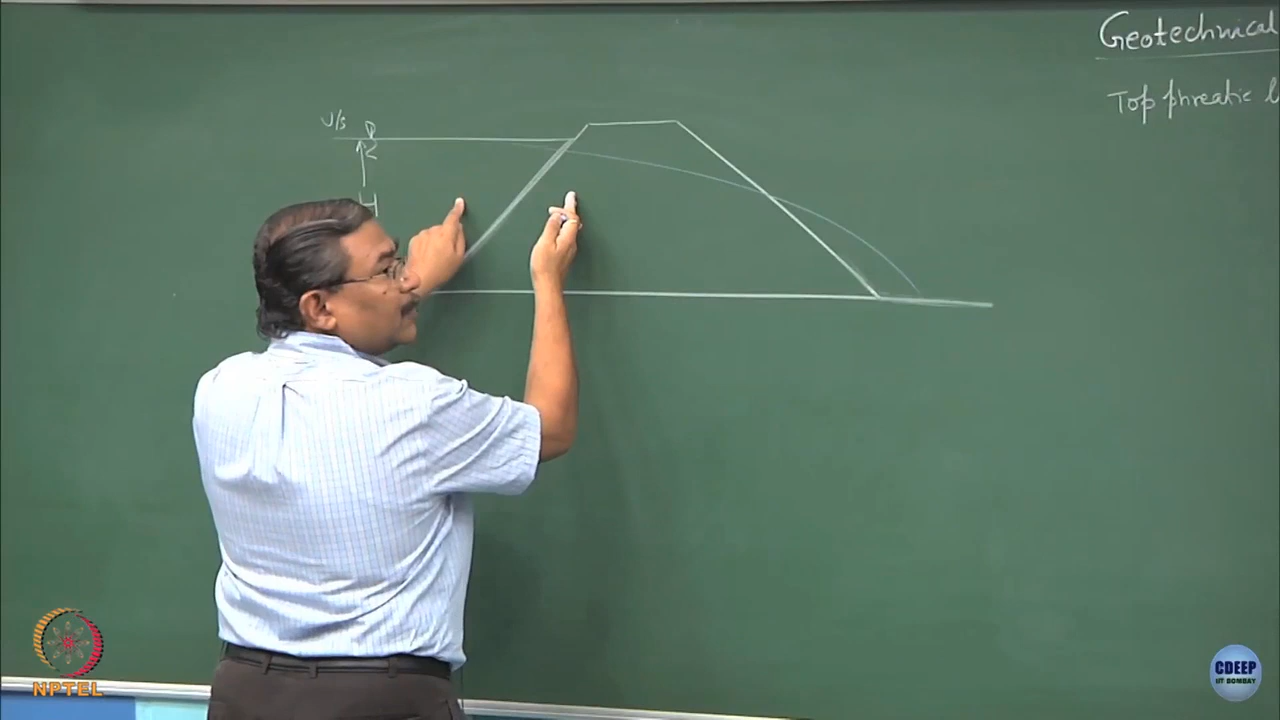 Geotechnical
Top phreatic
U/s
H
NPTEL
CDEEP
IIT BOMBAY